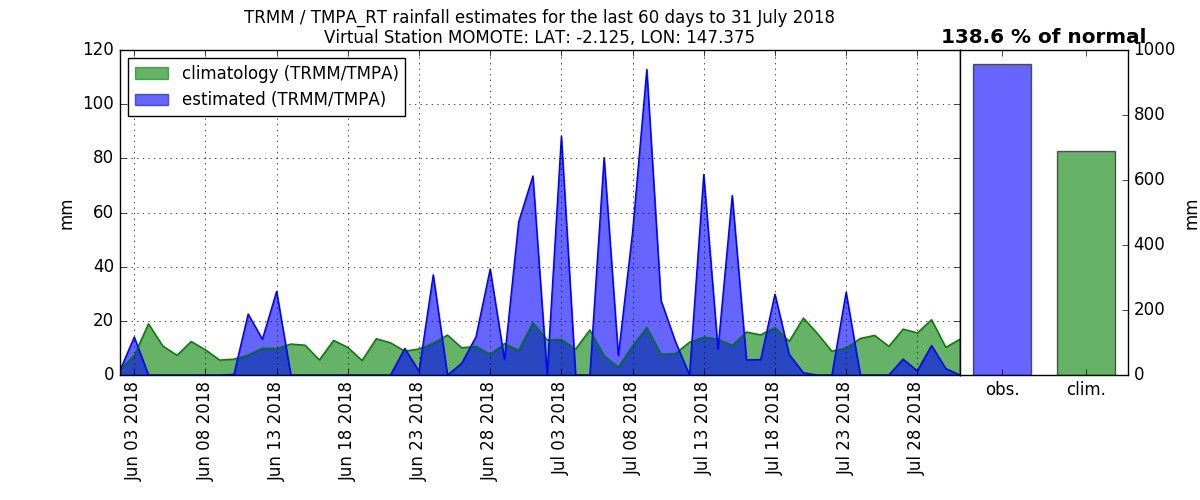 TRMM / TMPA_RT rainfall estimates for the last 60 days to 31 July 2018
Virtual Station MOMOTE: LAT: -2.125, LON: 147.375
138.6 % of normal
climatology (TRMM/TMPA)
estimated (TRMM/TMPA)
mm
120
100
80
60
40
20
0
Jun 03 2018
Jun 08 2018
Jun 13 2018
Jun 18 2018
Jun 23 2018
Jun 28 2018
Jul 03 2018
Jul 08 2018
Jul 13 2018
Jul 18 2018
Jul 23 2018
Jul 28 2018
obs.
clim.
1000
800
600
400
200
0
mm